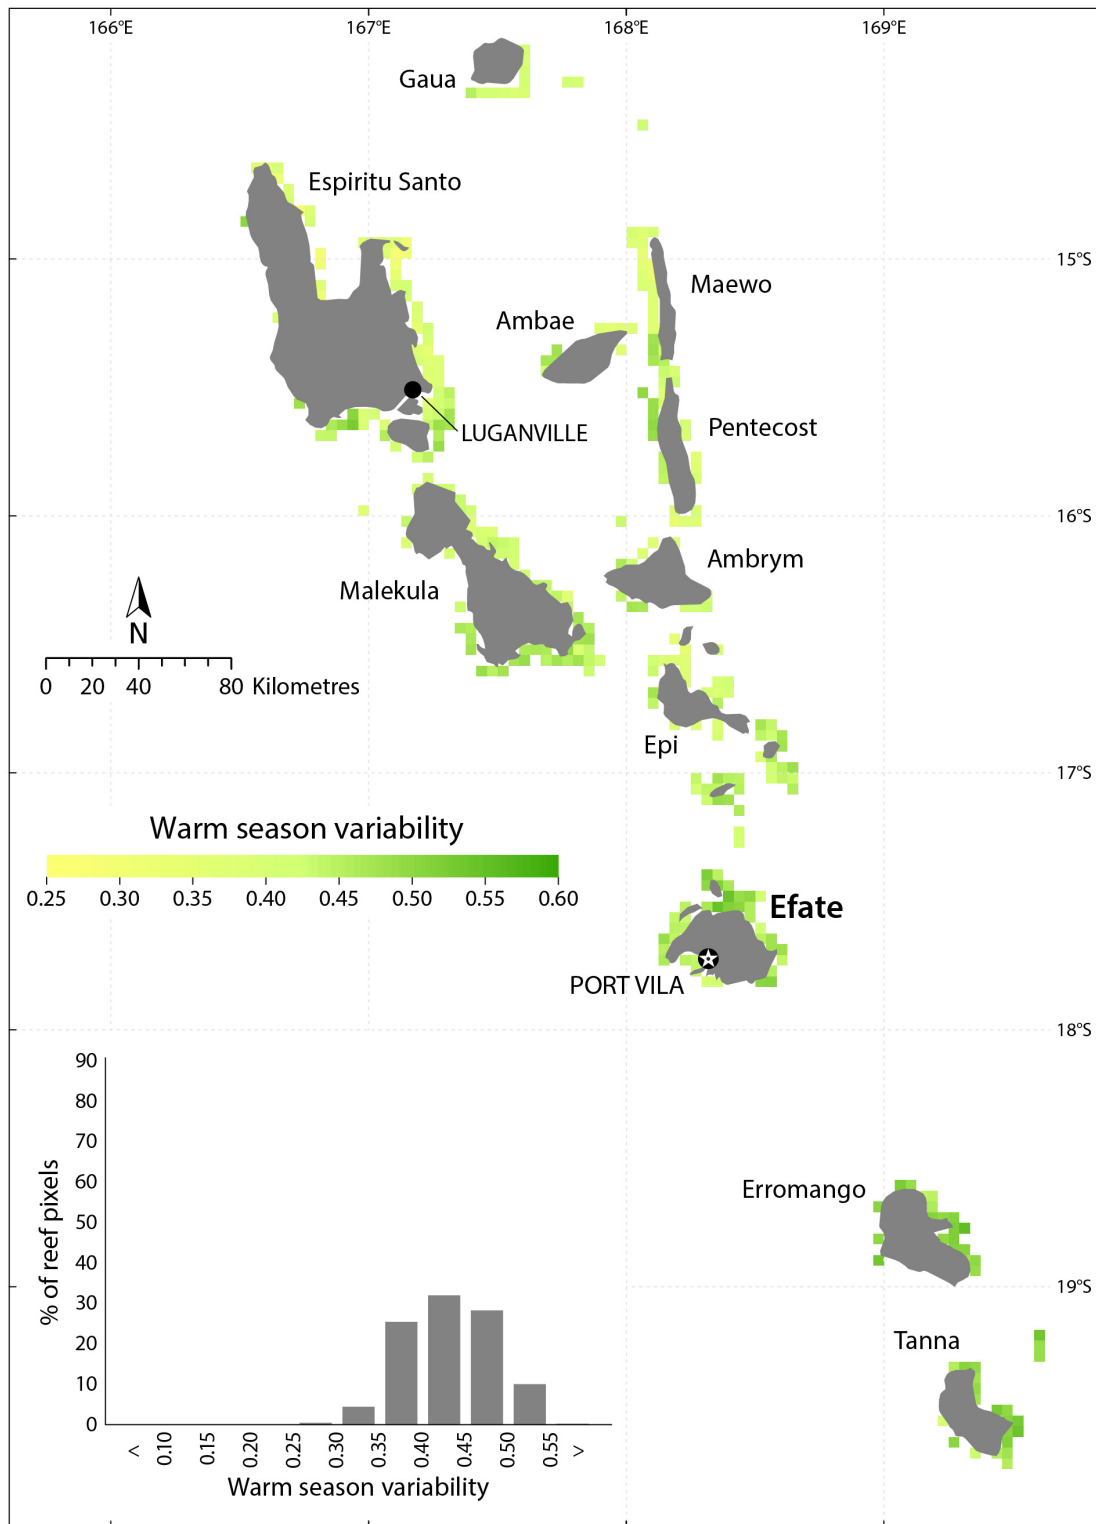 166°E 167°E 168°E 169°E
Gaua
Espiritu Santo
15°S
Maewo
Ambae
Pentecost
LUGANVILLE
16°S
Ambrym
Malekula
N
0 20 40 80 Kilometres
Epi
17°S
Warm season variability
0.25 0.30 0.35 0.40 0.45 0.50 0.55 0.60
Efate
PORT VILA
18°S
90
80
70
60
50
40
30
20
10
0
% of reef pixels
< 0.10 0.15 0.20 0.25 0.30 0.35 0.40 0.45 0.50 0.55 >
Warm season variability
Erromango
19°S
Tanna